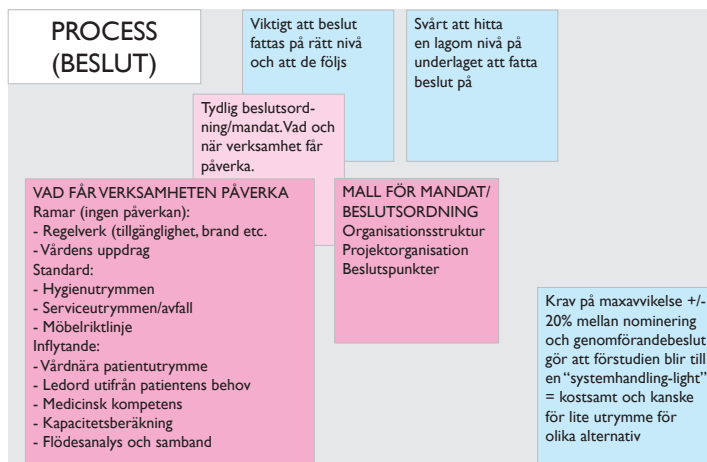 PROCESS
(BESLUT)
Viktigt att beslut
fattas på rätt nivå
och att de följs
Svårt att hitta
en lagom nivå på
underlaget att fatta
beslut på
Tydlig beslutsord-
ning/mandat. Vad och
när verksamhet får
påverka.
VAD FÅR VERKSAMHETEN PÅVERKA
Ramar (ingen påverkan):
- Regelverk (tillgänglighet, brand etc.
- Vårdens uppdrag
Standard:
- Hygienutrymmen
- Serviceutrymmen/avfall
- Möbelriktlinje
Inflytande:
- Vårdnära patientutrymme
- Ledord utifrån patientens behov
- Medicinsk kompetens
- Kapacitetsberäkning
- Flödesanalys och samband
MALL FÖR MANDAT/
BESLUTSORDNING
Organisationsstruktur
Projektorganisation
Beslutspunkter
Krav på maxavvikelse +/-
20% mellan nominering
och genomförandebeslut
gör att förstudien blir till
en “systemhandling-light”
= kostsamt och kanske
för lite utrymme för
olika alternativ